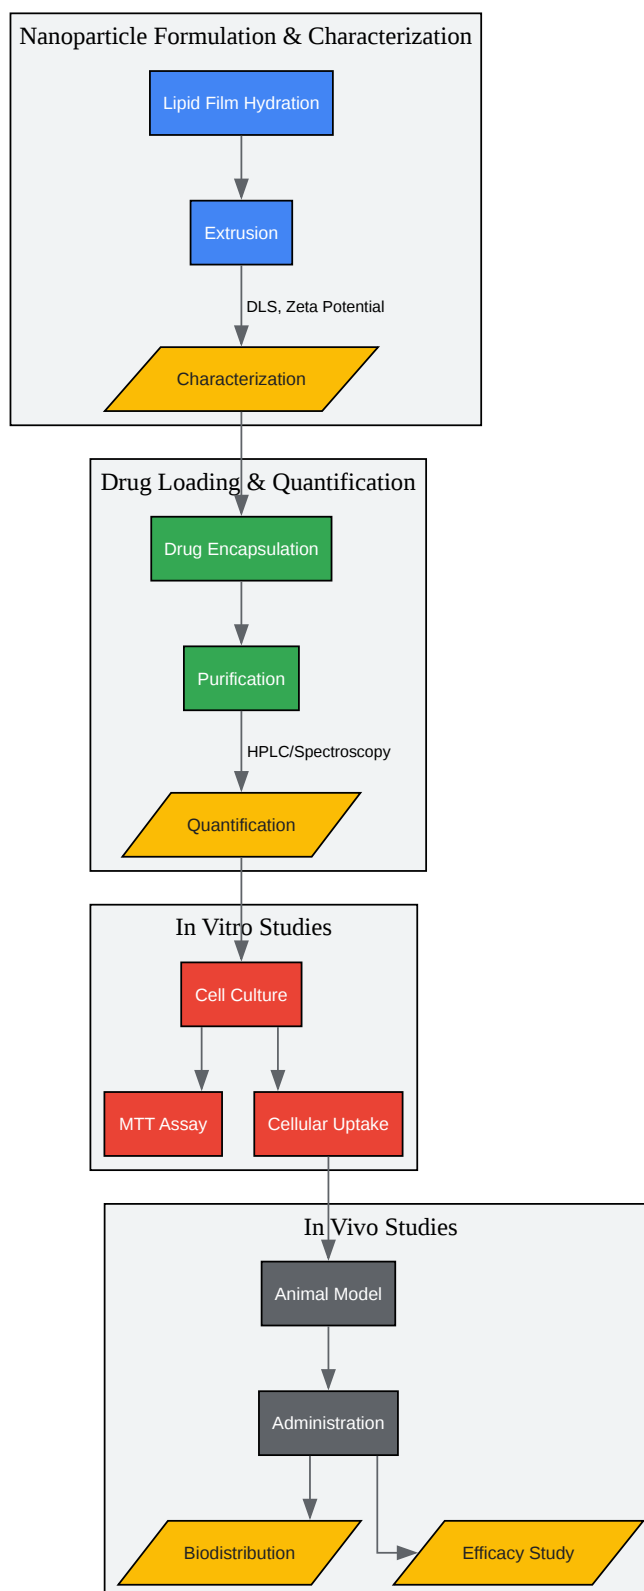 Nanoparticle Formulation & Characterization
Lipid Film Hydration
Extrusion
DLS, Zeta Potential
Characterization
Drug Loading & Quantification
Drug Encapsulation
Purification
HPLC/Spectroscopy
Quantification
In Vitro Studies
Cell Culture
MTT Assay
Cellular Uptake
In Vivo Studies
Animal Model
Administration
Biodistribution
Efficacy Study